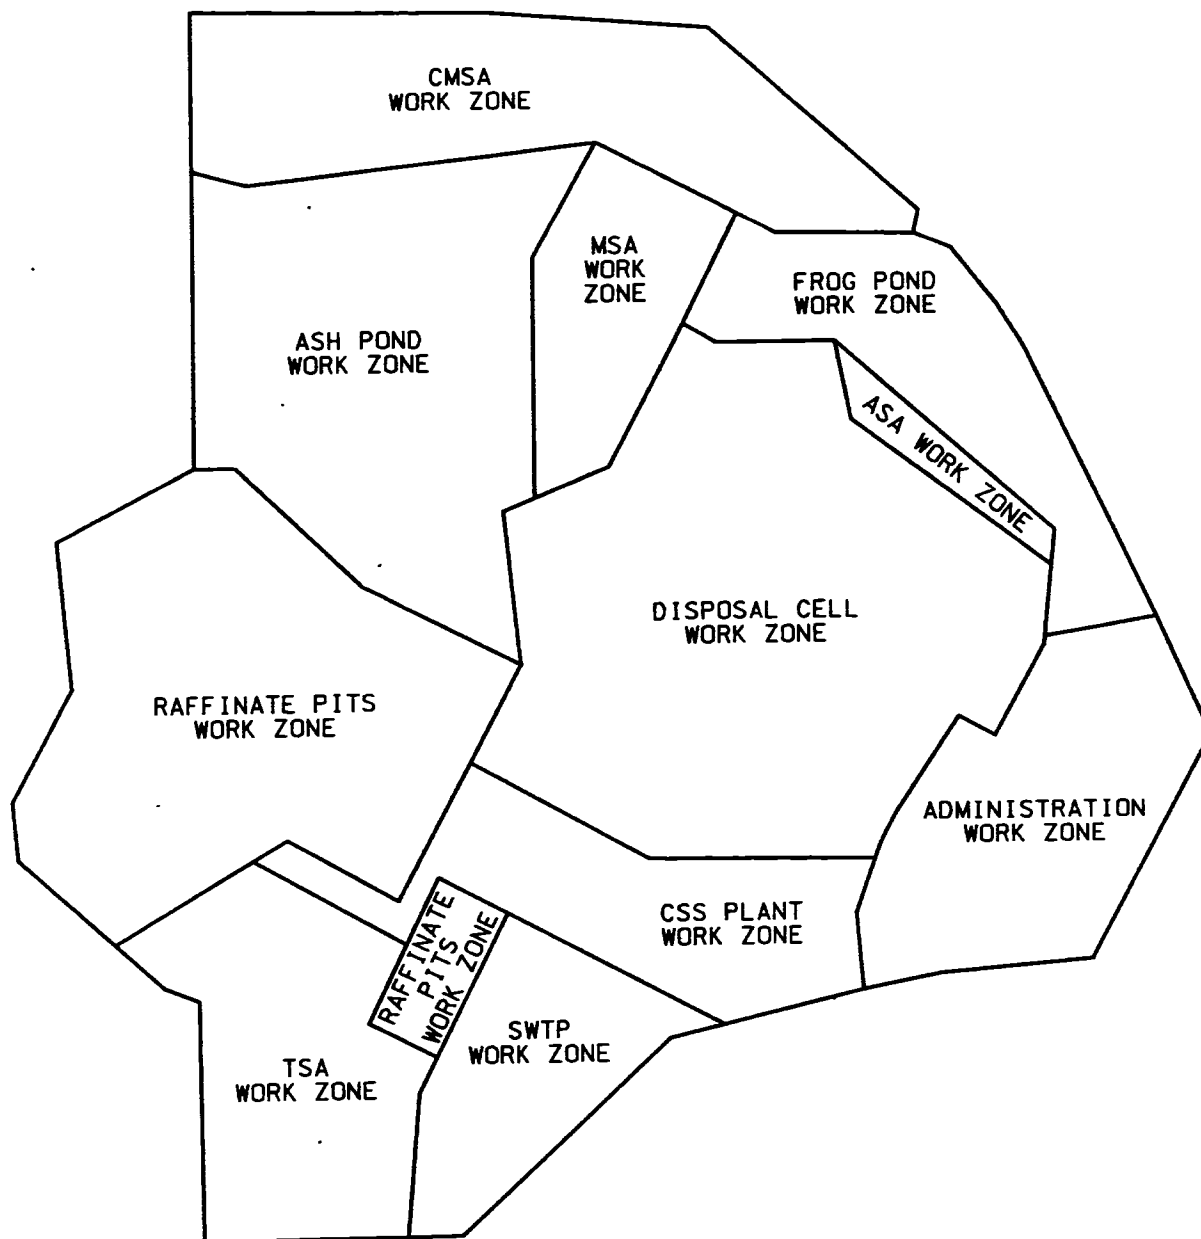 CMSA
WORK ZONE
MSA
WORK
ZONE
FROG POND
WORK ZONE
ASH POND
WORK ZONE
ASA WORK ZONE
DISPOSAL CELL
WORK ZONE
RAFFINATE PITS
WORK ZONE
ADMINISTRATION
WORK ZONE
CSS PLANT
WORK ZONE
RAFFINATE
PITS
WORK ZONE
SWTP
WORK ZONE
TSA
WORK ZONE